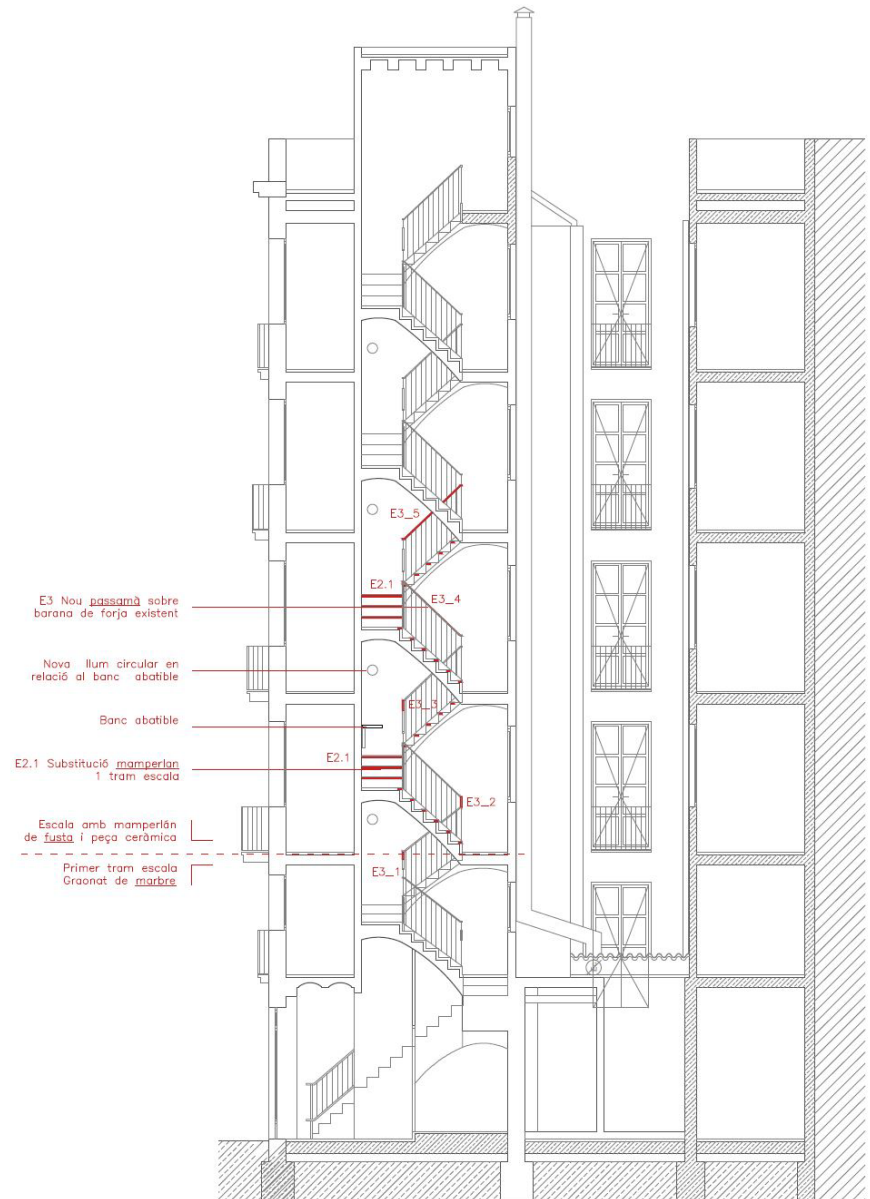 E3_5
E2.1
E3_4
E3 Nou passamà sobre
barana de forja existent
Nova llum circular en
relació al banc abatible
E3_3
Banc abatible
E2.1
E2.1 Substitució mamperlan
1 tram escala
E3_2
Escala amb mamperlàn
de fusta i peça ceràmica
Primer tram escala
Graonat de marbre
E3_1